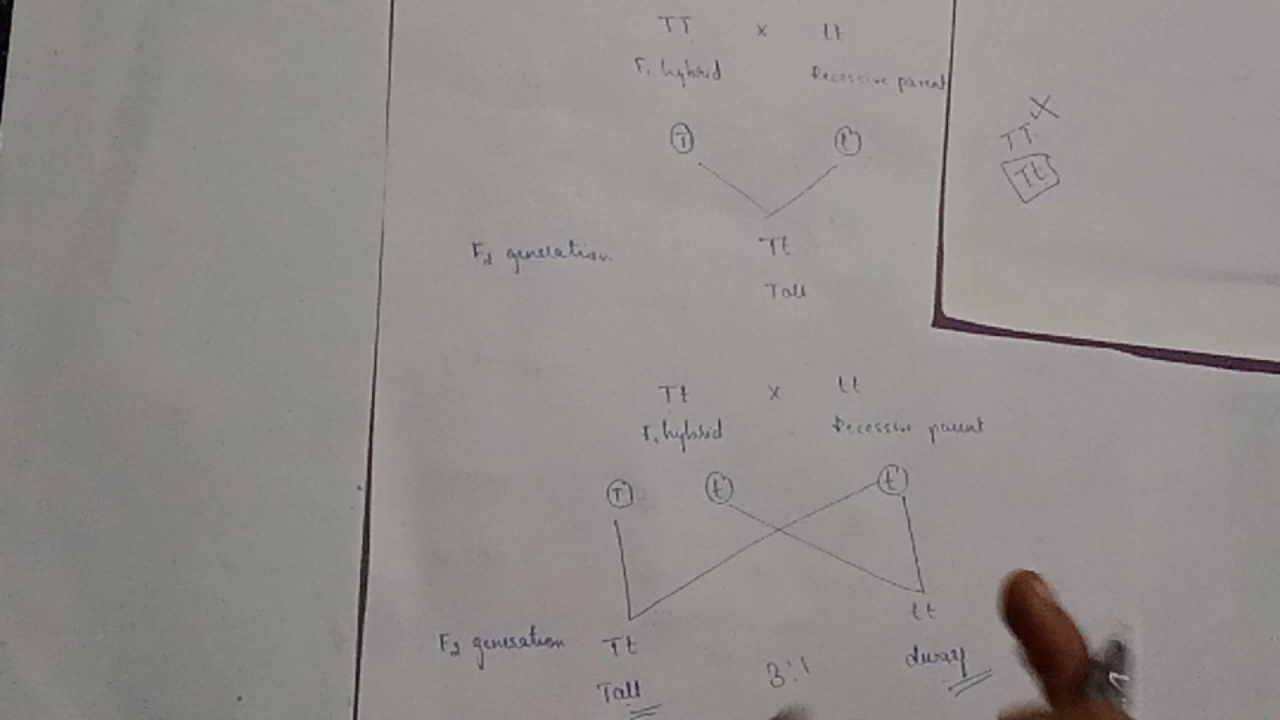 TT x tt
F1 hybrid Recessive parent
T t
F2 generation Tt
Tall
TT x
Tt
Tt x tt
F1 hybrid Recessive parent
T t t
Tt tt
F2 generation
Tall 3:1 dwarf